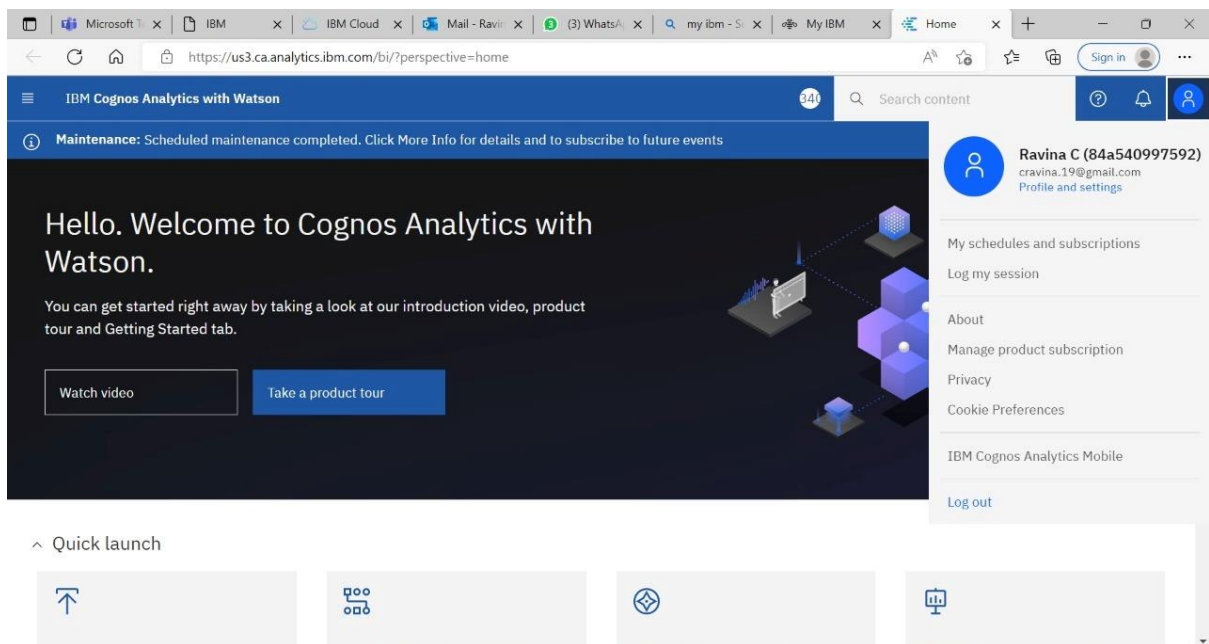 Microsoft T
IBM
IBM Cloud
Mail - Ravin
(3) WhatsA
my ibm - S
My IBM
Home
https://us3.ca.analytics.ibm.com/bi/?perspective=home
Sign in
IBM Cognos Analytics with Watson
340
Search content
Maintenance: Scheduled maintenance completed. Click More Info for details and to subscribe to future events
Ravina C (84a540997592)
cravina.19@gmail.com
Profile and settings
Hello. Welcome to Cognos Analytics with
Watson.
You can get started right away by taking a look at our introduction video, product
tour and Getting Started tab.
Watch video
Take a product tour
My schedules and subscriptions
Log my session
About
Manage product subscription
Privacy
Cookie Preferences
IBM Cognos Analytics Mobile
Log out
Quick launch